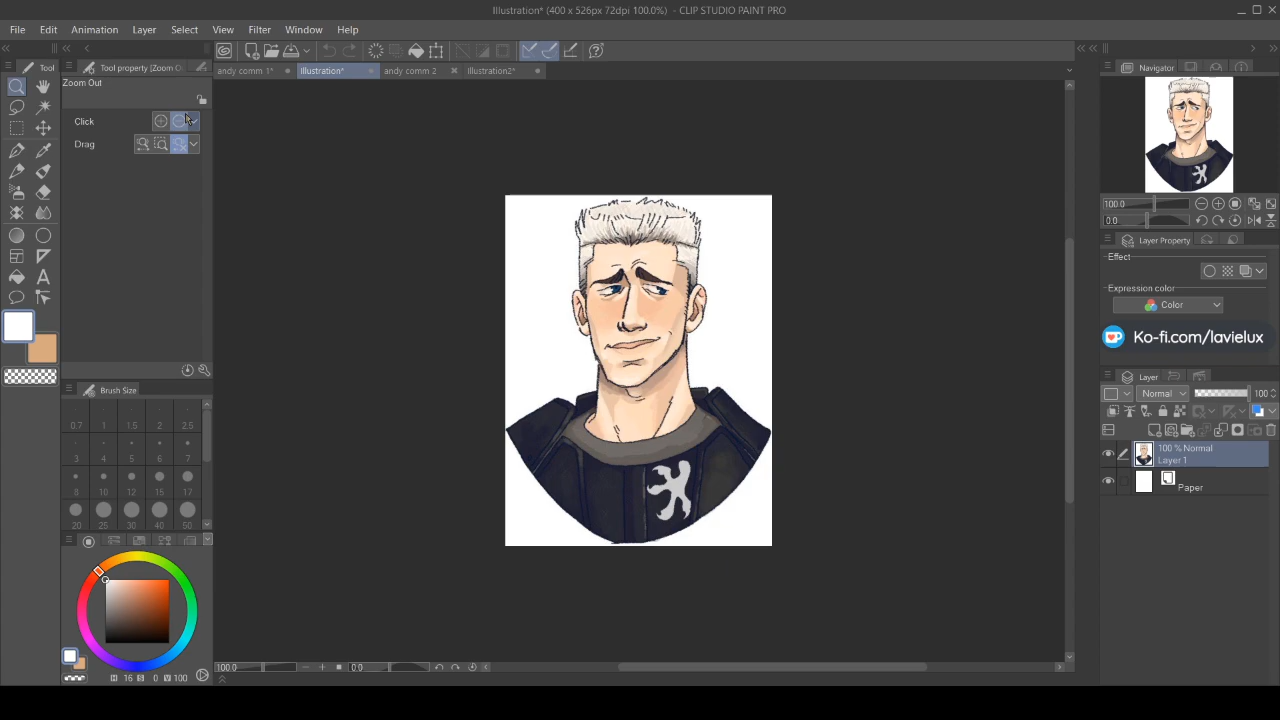 Illustration* (400 x 526px 72dpi 100.0%) - CLIP STUDIO PAINT PRO
File Edit Animation Layer Select View Filter Window Help
Tool
Tool property [Zoom O
andy comm 1*
Illustration*
andy comm 2
Illustration2*
Navigator
Zoom Out
Click
Drag
100.0
0.0
Layer Property
Effect
Expression color
Color
Ko-fi.com/lavielux
Brush Size
0.7 1 1.5 2 2.5
3 4 5 6 7
8 10 12 15 17
20 25 30 40 50
Layer
Normal 100
100 % Normal
Layer 1
Paper
H 16 S 0 V 100
100.0 0.0